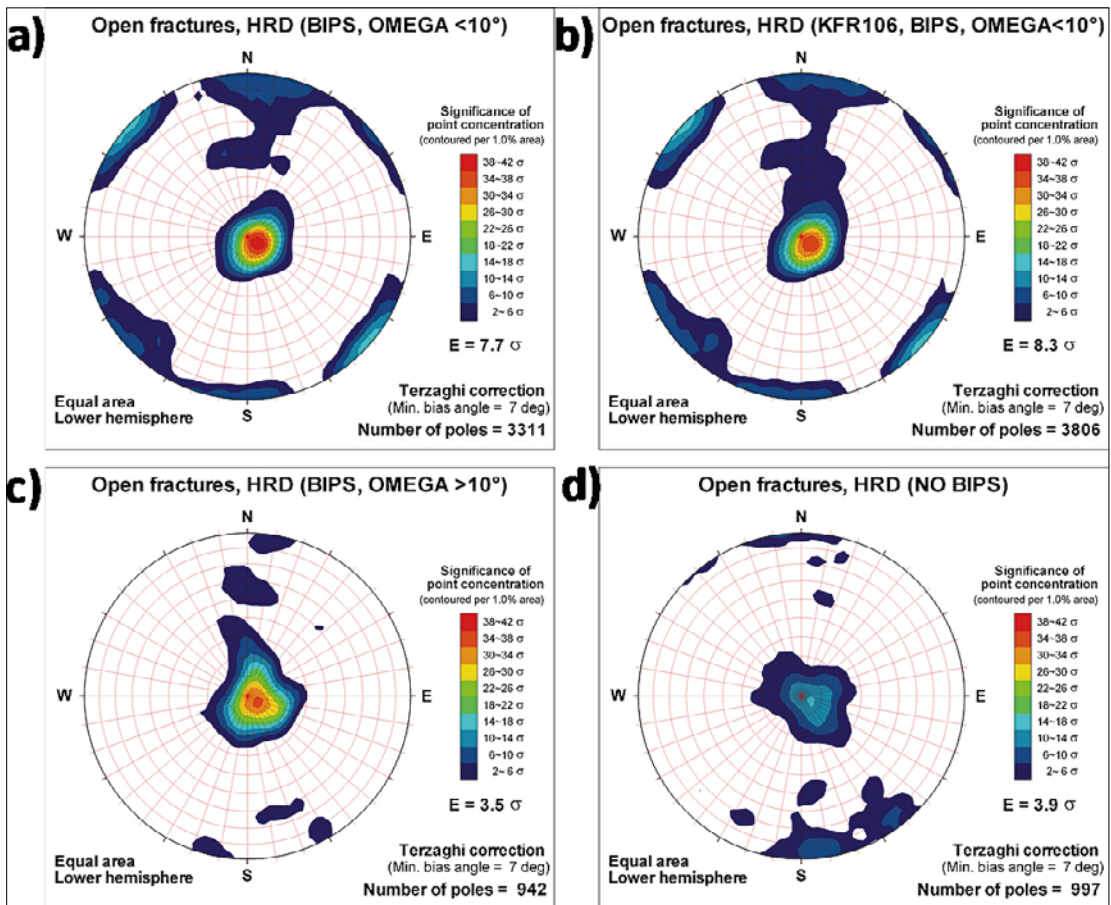 a)
Open fractures, HRD (BIPS, OMEGA <10°)
N
Significance of
point concentration
(contoured per 1.0% area)
38~42 σ
34~38 σ
30~34 σ
26~30 σ
22~26 σ
18~22 σ
14~18 σ
10~14 σ
6~10 σ
2~ 6 σ
W
E
E = 7.7 σ
S
Equal area
Lower hemisphere
Terzaghi correction
(Min. bias angle = 7 deg)
Number of poles = 3311
b)
Open fractures, HRD (KFR106, BIPS, OMEGA<10°)
N
Significance of
point concentration
(contoured per 1.0% area)
38~42 σ
34~38 σ
30~34 σ
26~30 σ
22~26 σ
18~22 σ
14~18 σ
10~14 σ
6~10 σ
2~ 6 σ
W
E
E = 8.3 σ
S
Equal area
Lower hemisphere
Terzaghi correction
(Min. bias angle = 7 deg)
Number of poles = 3806
c)
Open fractures, HRD (BIPS, OMEGA >10°)
N
Significance of
point concentration
(contoured per 1.0% area)
38~42 σ
34~38 σ
30~34 σ
26~30 σ
22~26 σ
18~22 σ
14~18 σ
10~14 σ
6~10 σ
2~ 6 σ
W
E
E = 3.5 σ
S
Equal area
Lower hemisphere
Terzaghi correction
(Min. bias angle = 7 deg)
Number of poles = 942
d)
Open fractures, HRD (NO BIPS)
N
Significance of
point concentration
(contoured per 1.0% area)
38~42 σ
34~38 σ
30~34 σ
26~30 σ
22~26 σ
18~22 σ
14~18 σ
10~14 σ
6~10 σ
2~ 6 σ
W
E
E = 3.9 σ
S
Equal area
Lower hemisphere
Terzaghi correction
(Min. bias angle = 7 deg)
Number of poles = 997